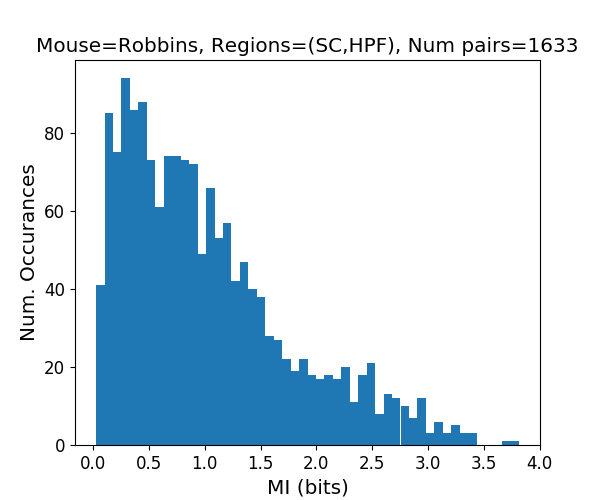 Mouse=Robbins, Regions=(SC,HPF), Num pairs=1633
Num. Occurances
80
60
40
20
0
0.0 0.5 1.0 1.5 2.0 2.5 3.0 3.5 4.0
MI (bits)